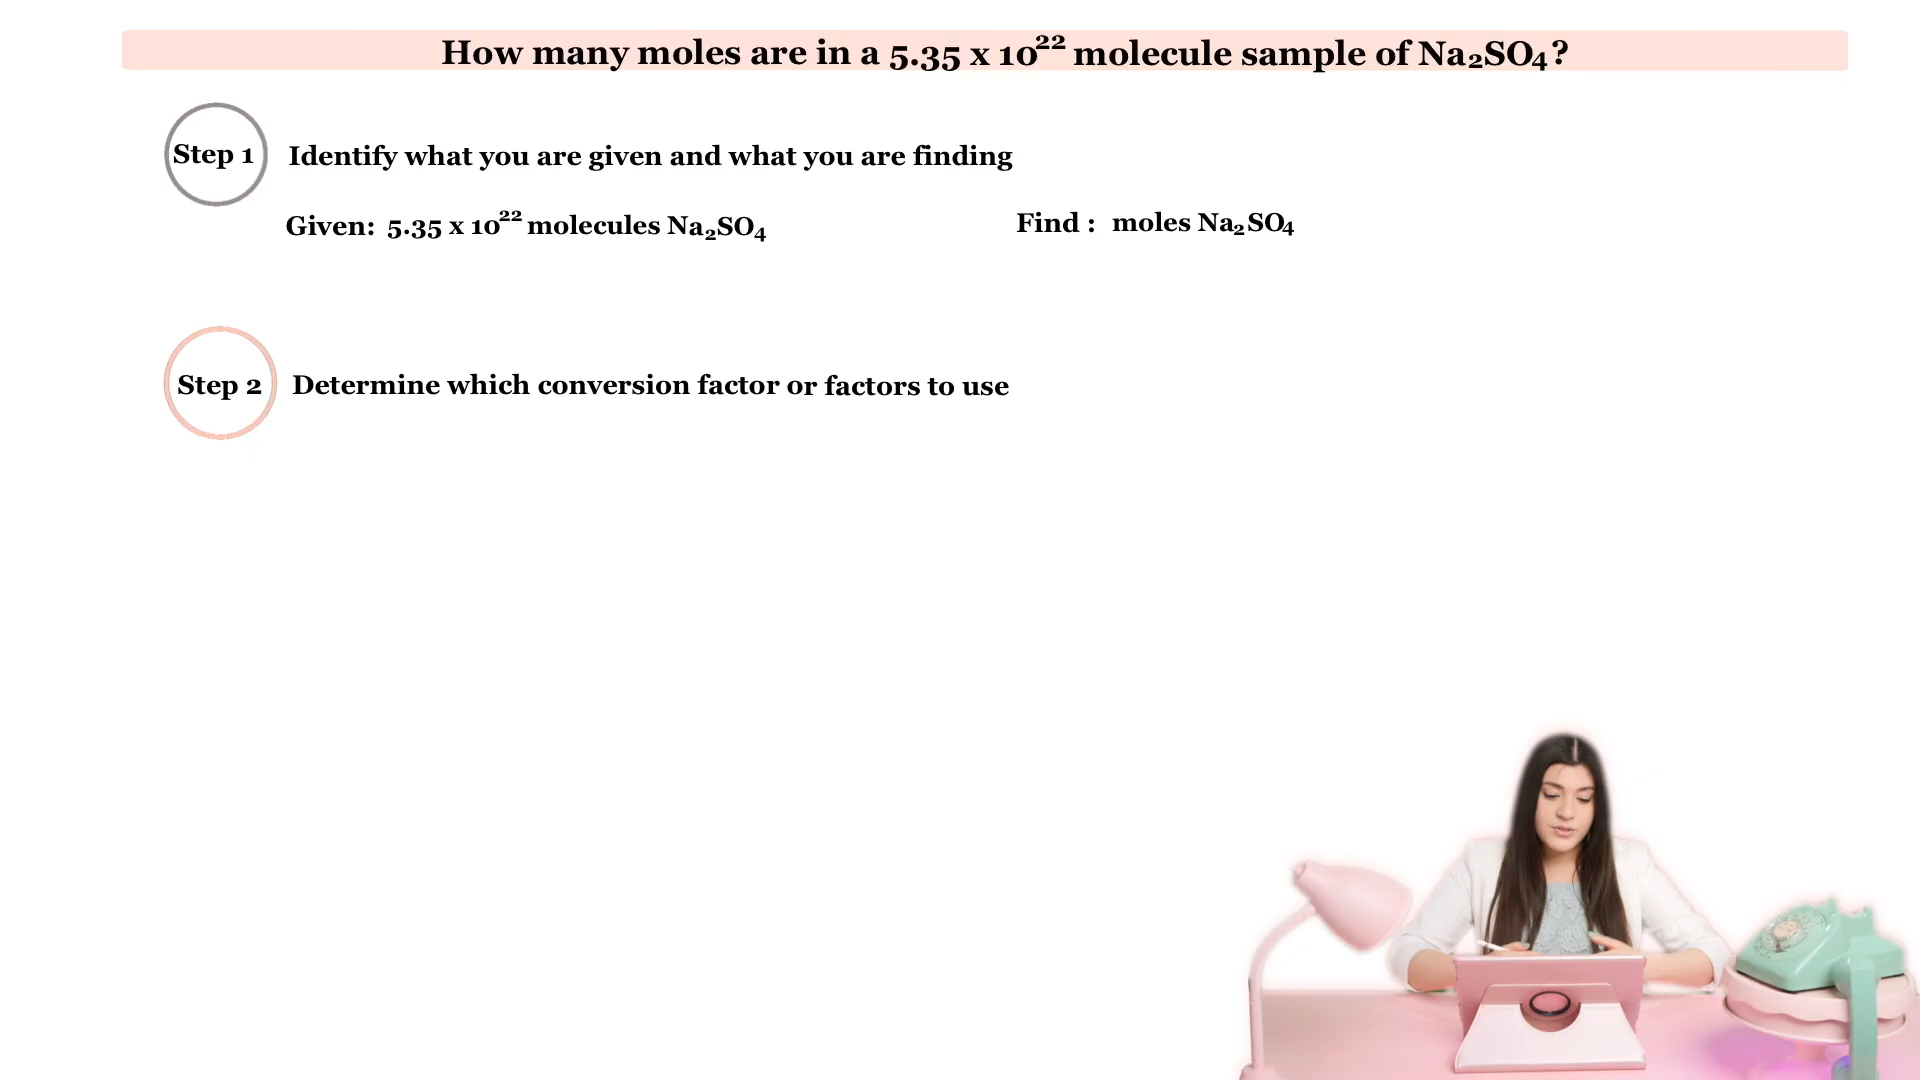 How many moles are in a 5.35 x 10²² molecule sample of Na₂SO₄?
Step 1 Identify what you are given and what you are finding
Given: 5.35 x 10²² molecules Na₂SO₄ Find : moles Na₂SO₄
Step 2 Determine which conversion factor or factors to use